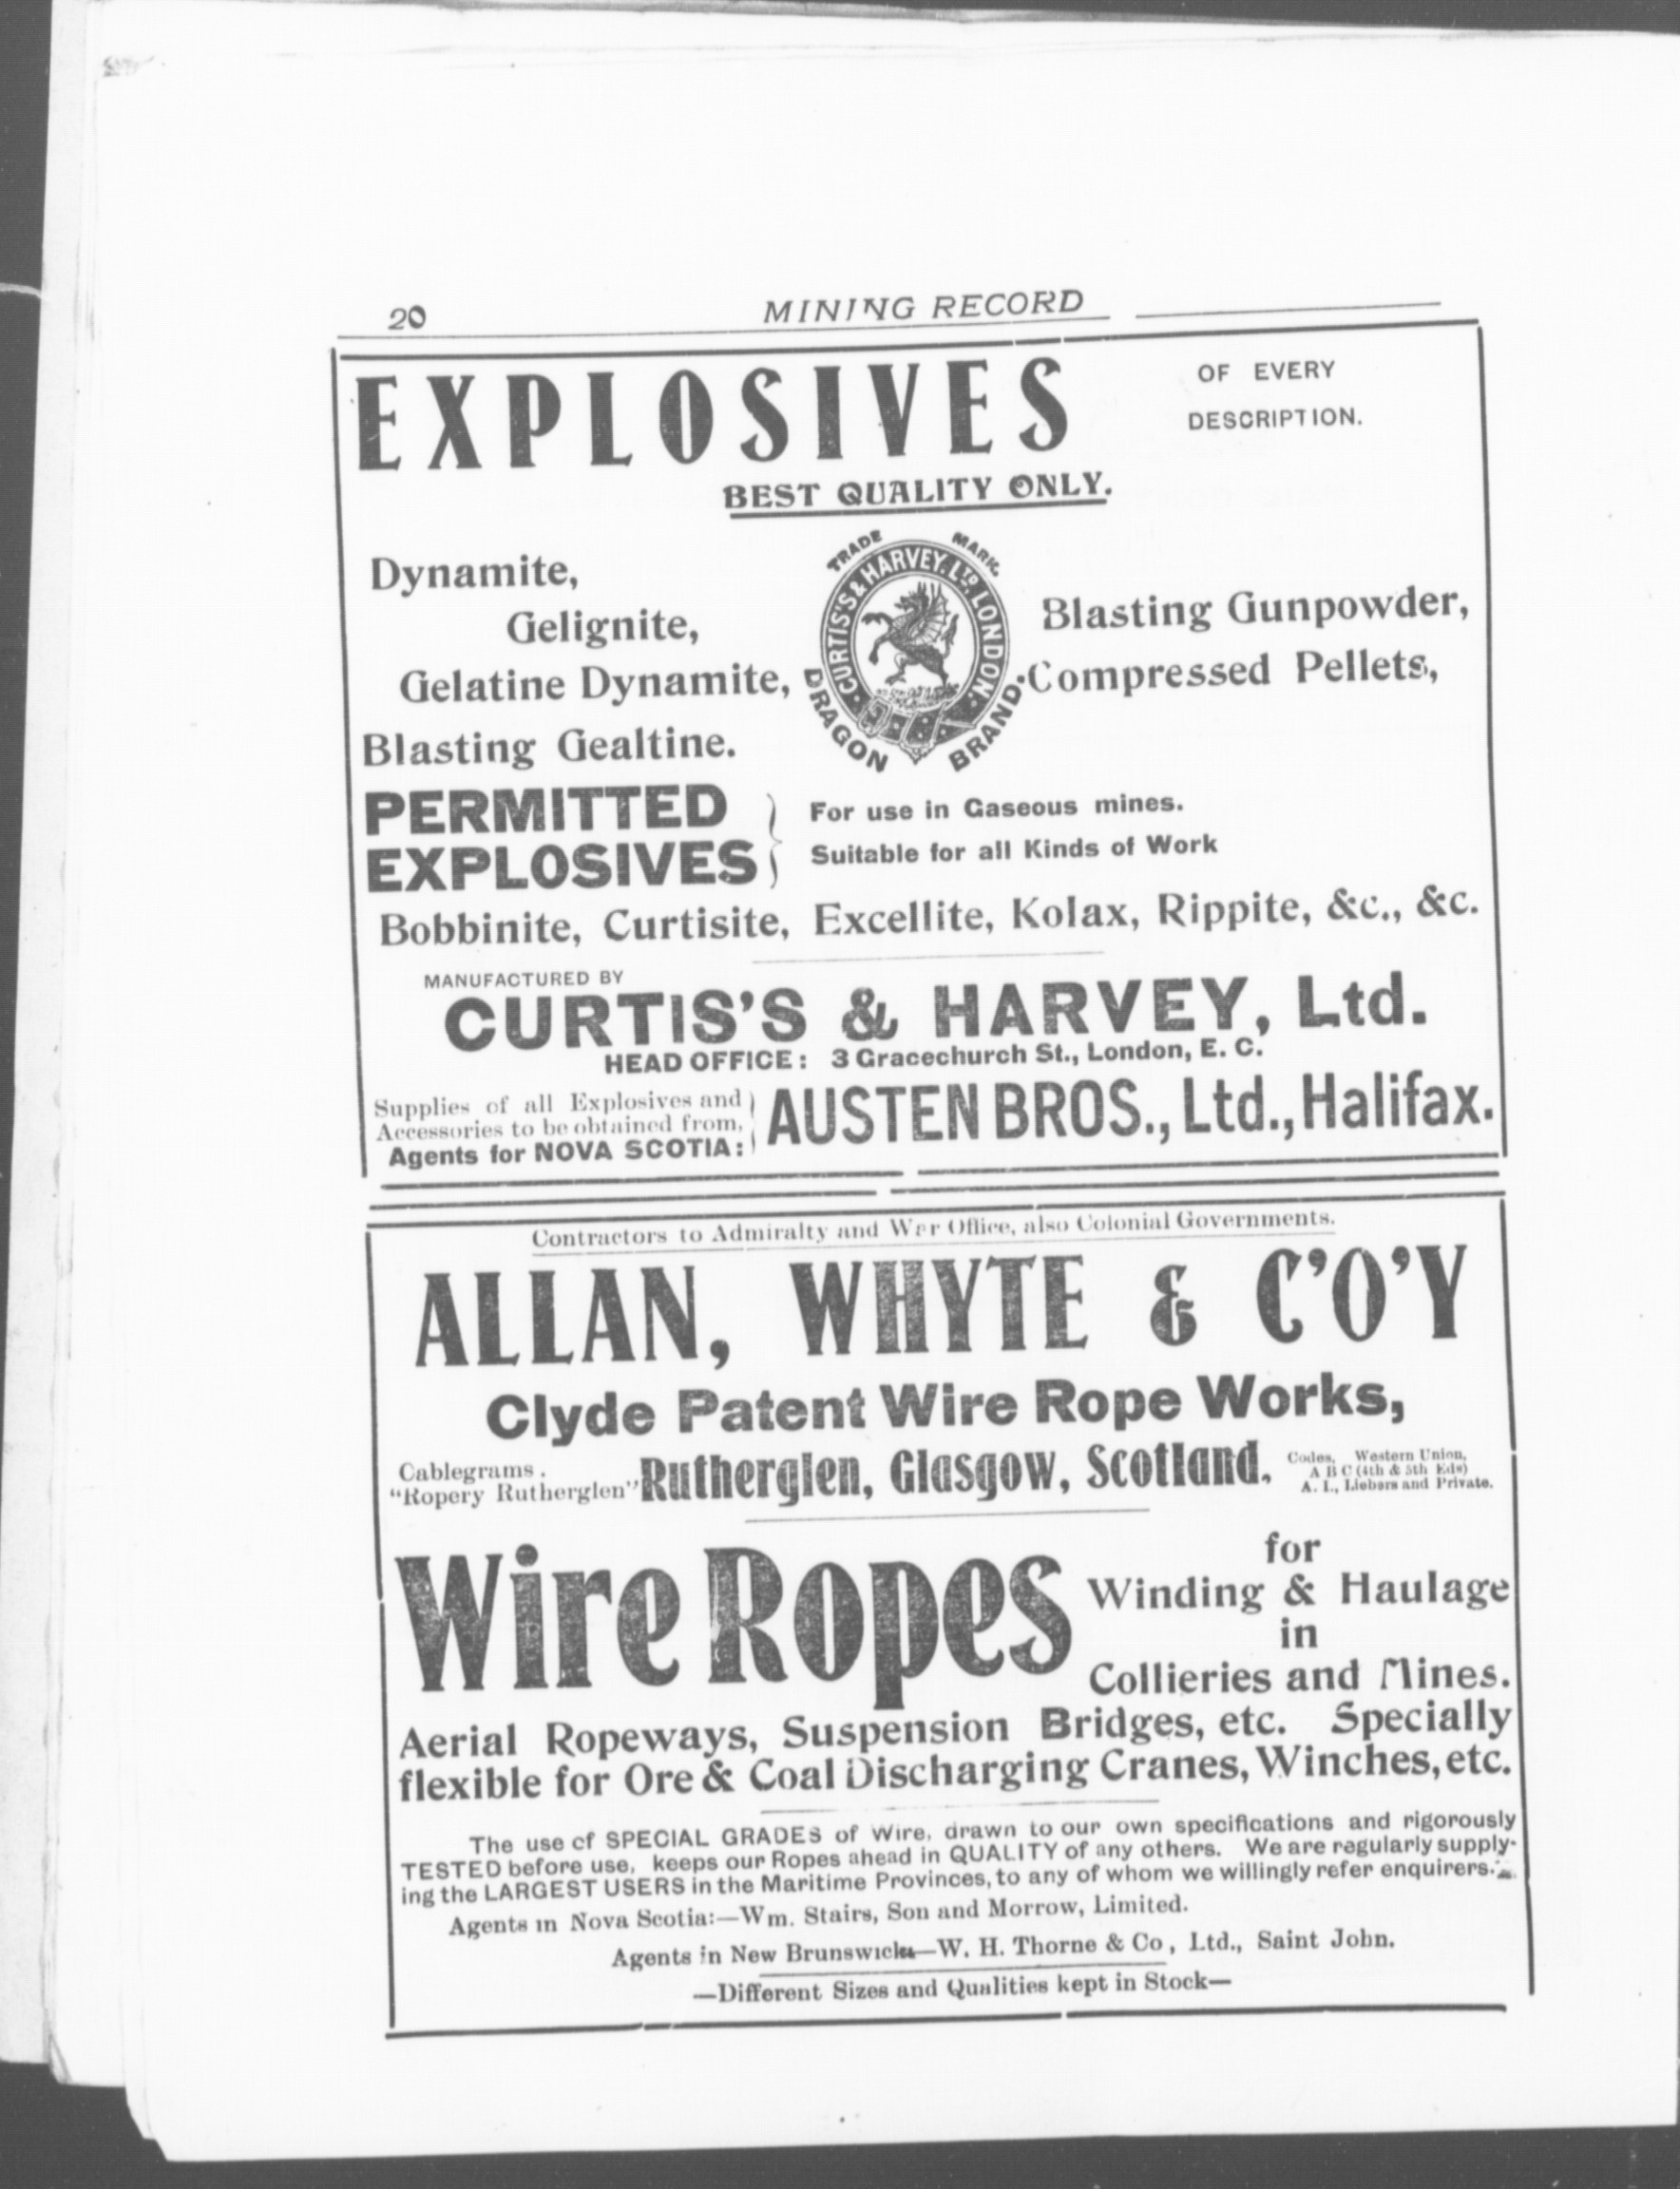 20
MINING RECORD
EXPLOSIVES
OF EVERY
DESCRIPTION.
BEST QUALITY ONLY.
Dynamite,
Gelignite,
Gelatine Dynamite,
Blasting Gealtine.
TRADE MARK.
CURTIS'S & HARVEY. LTD. LONDON.
DRAGON BRAND.
Blasting Gunpowder,
Compressed Pellets,
PERMITTED
EXPLOSIVES
For use in Gaseous mines.
Suitable for all Kinds of Work
Bobbinite, Curtisite, Excellite, Kolax, Rippite, &c., &c.
MANUFACTURED BY
CURTIS'S & HARVEY, Ltd.
HEAD OFFICE: 3 Gracechurch St., London, E. C.
Supplies of all Explosives and
Accessories to be obtained from,
Agents for NOVA SCOTIA:
AUSTEN BROS., Ltd., Halifax.
Contractors to Admiralty and War Office, also Colonial Governments.
ALLAN, WHYTE & C'O'Y
Clyde Patent Wire Rope Works,
Cablegrams.
"Ropery Rutherglen"
Rutherglen, Glasgow, Scotland.
Codes, Western Union,
A B C (4th & 5th Eds)
A. I., Liebers and Private.
Wire Ropes
for
Winding & Haulage
in
Collieries and Mines.
Aerial Ropeways, Suspension Bridges, etc. Specially
flexible for Ore & Coal Discharging Cranes, Winches, etc.
The use of SPECIAL GRADES of Wire, drawn to our own specifications and rigorously
TESTED before use, keeps our Ropes ahead in QUALITY of any others. We are regularly supply-
ing the LARGEST USERS in the Maritime Provinces, to any of whom we willingly refer enquirers.
Agents in Nova Scotia:—Wm. Stairs, Son and Morrow, Limited.
Agents in New Brunswick—W. H. Thorne & Co, Ltd., Saint John.
—Different Sizes and Qualities kept in Stock—